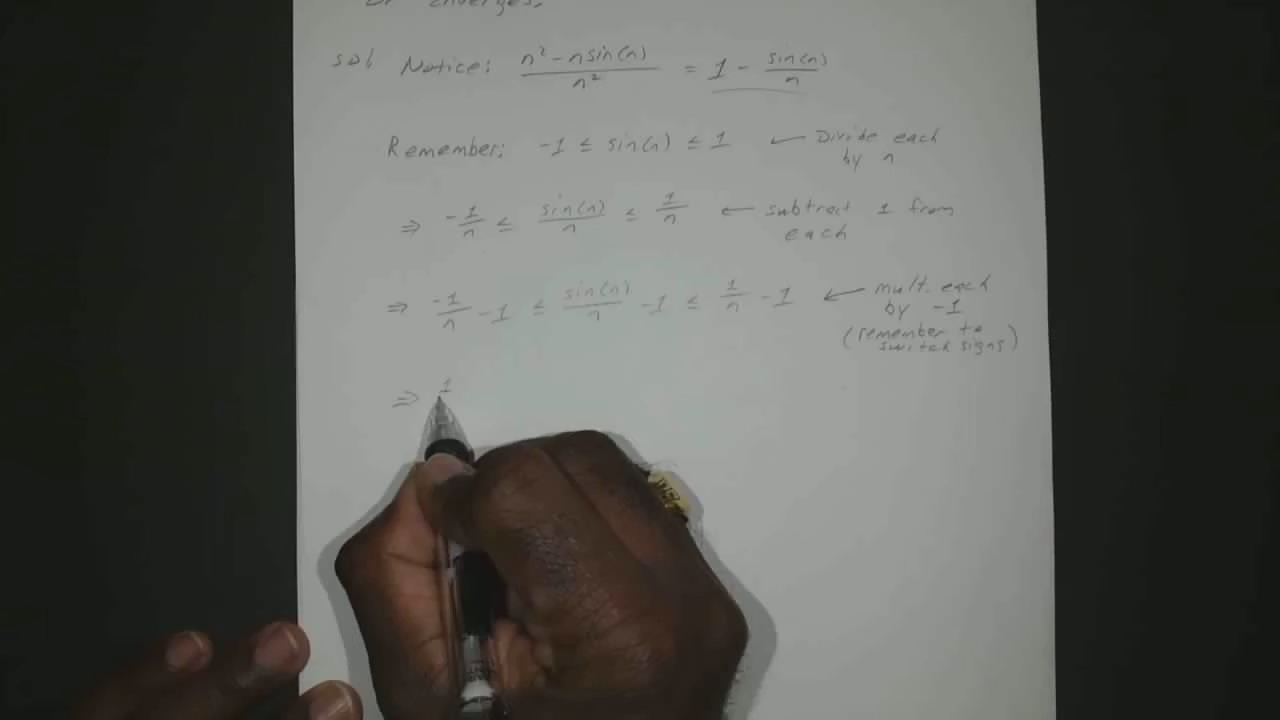 Sol Notice: n² - n sin(n) / n² = 1 - sin(n) / n
Remember: -1 ≤ sin(n) ≤ 1 ← Divide each
by n
⇒ -1/n ≤ sin(n)/n ≤ 1/n ← subtract 1 from
each
⇒ -1/n - 1 ≤ sin(n)/n - 1 ≤ 1/n - 1 ← mult. each
by -1
(remember to
switch signs)
⇒ 1